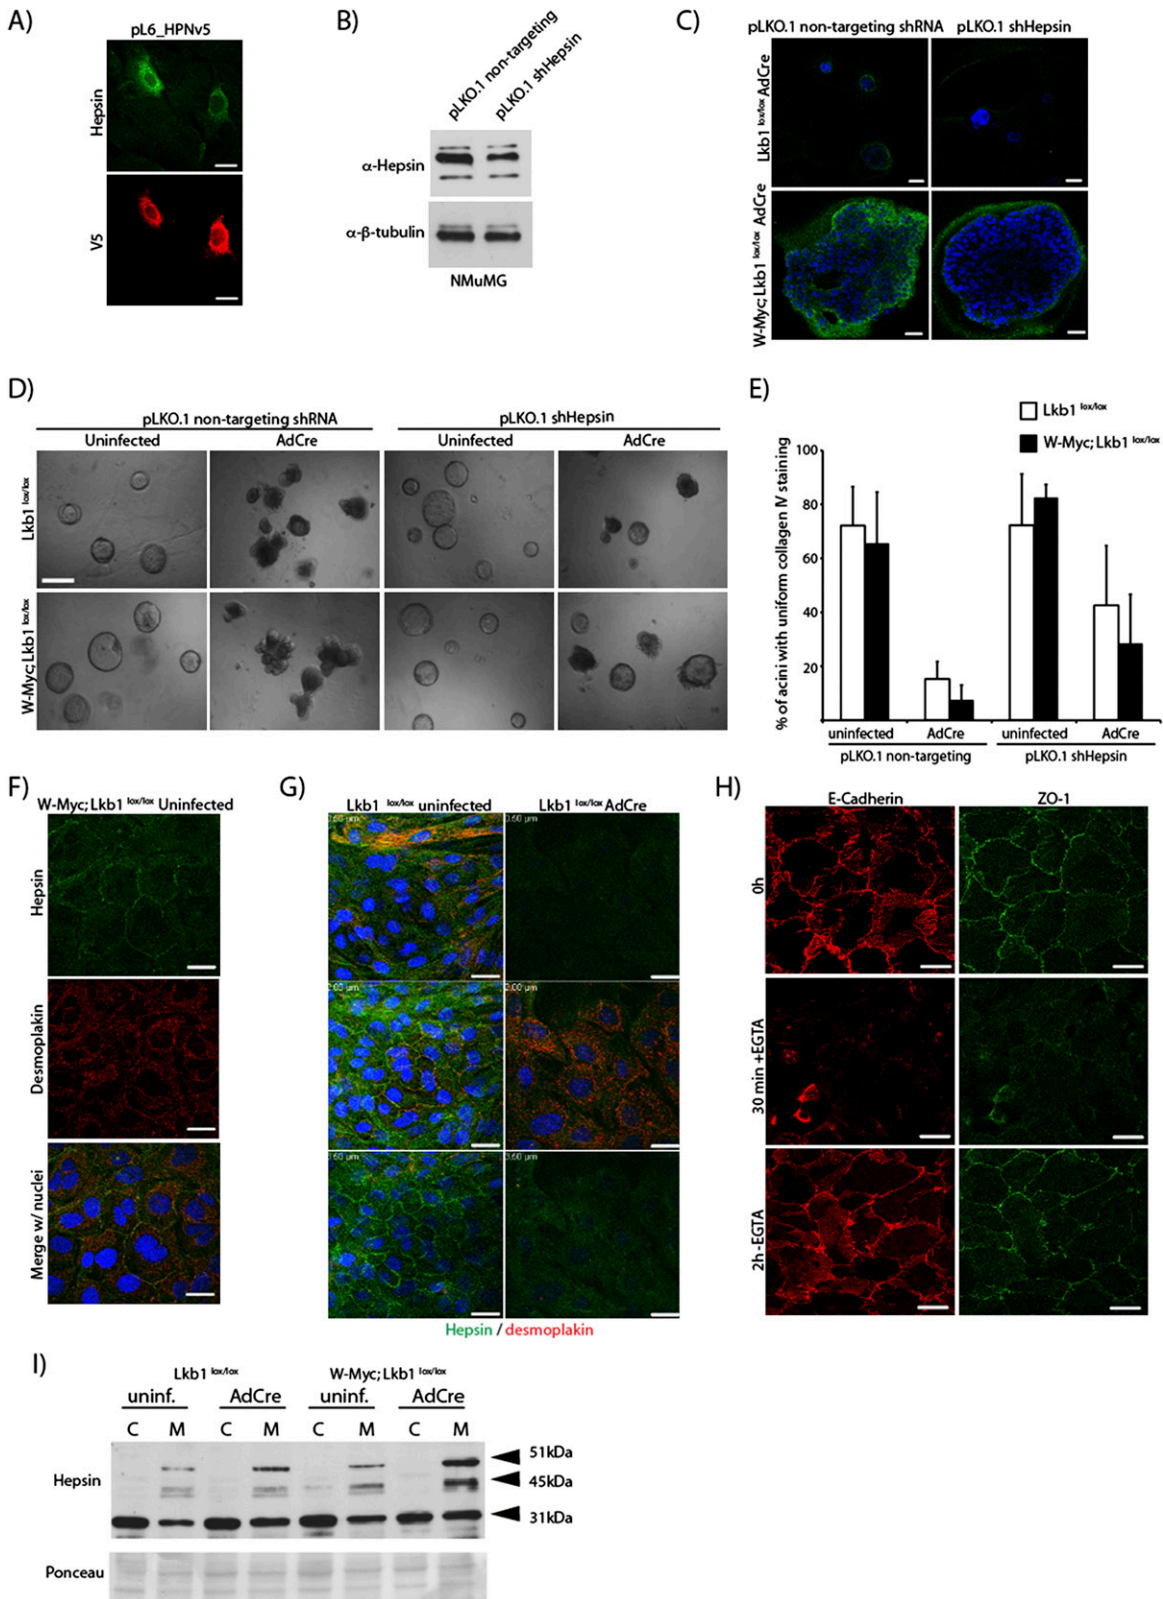 A)
pL6_HPNv5
Hepsin
V5
B)
pLKO.1 non-targeting
pLKO.1 shHepsin
α-Hepsin
α-β-tubulin
NMuMG
C)
pLKO.1 non-targeting shRNA pLKO.1 shHepsin
Lkb1 lox/lox AdCre
W-Myc; Lkb1 lox/lox AdCre
D)
pLKO.1 non-targeting shRNA pLKO.1 shHepsin
Uninfected AdCre Uninfected AdCre
Lkb1 lox/lox
W-Myc; Lkb1 lox/lox
E)
Lkb1 lox/lox
W-Myc; Lkb1 lox/lox
% of acini with uniform collagen IV staining
100
80
60
40
20
uninfected AdCre uninfected AdCre
pLKO.1 non-targeting pLKO.1 shHepsin
F)
W-Myc; Lkb1 lox/lox Uninfected
Hepsin
Desmoplakin
Merge w/ nuclei
G)
Lkb1 lox/lox uninfected Lkb1 lox/lox AdCre
2.00 µm 2.00 µm
Hepsin / desmoplakin
H)
E-Cadherin ZO-1
0h
30 min +EGTA
2h -EGTA
I)
Lkb1 lox/lox W-Myc; Lkb1 lox/lox
uninf. AdCre uninf. AdCre
C M C M C M C M
Hepsin
51kDa
45kDa
31kDa
Ponceau